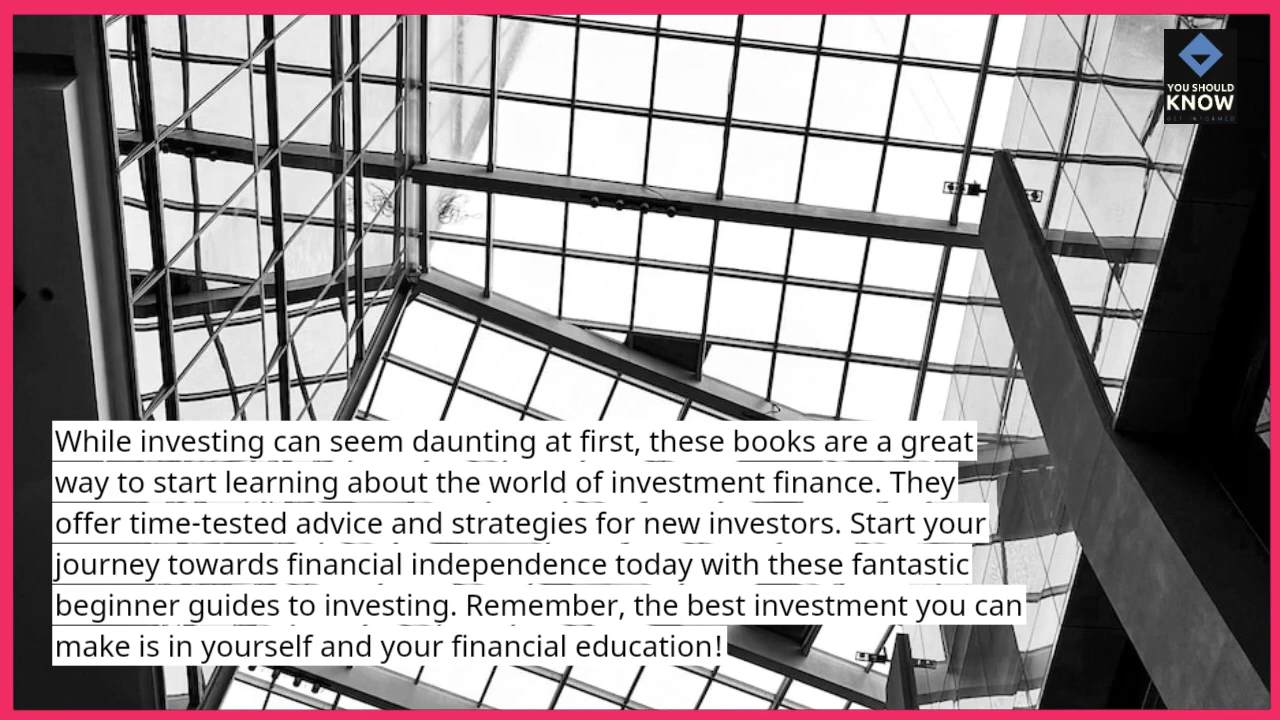 YOU SHOULD
KNOW
GET INFORMED
While investing can seem daunting at first, these books are a great
way to start learning about the world of investment finance. They
offer time-tested advice and strategies for new investors. Start your
journey towards financial independence today with these fantastic
beginner guides to investing. Remember, the best investment you can
make is in yourself and your financial education!